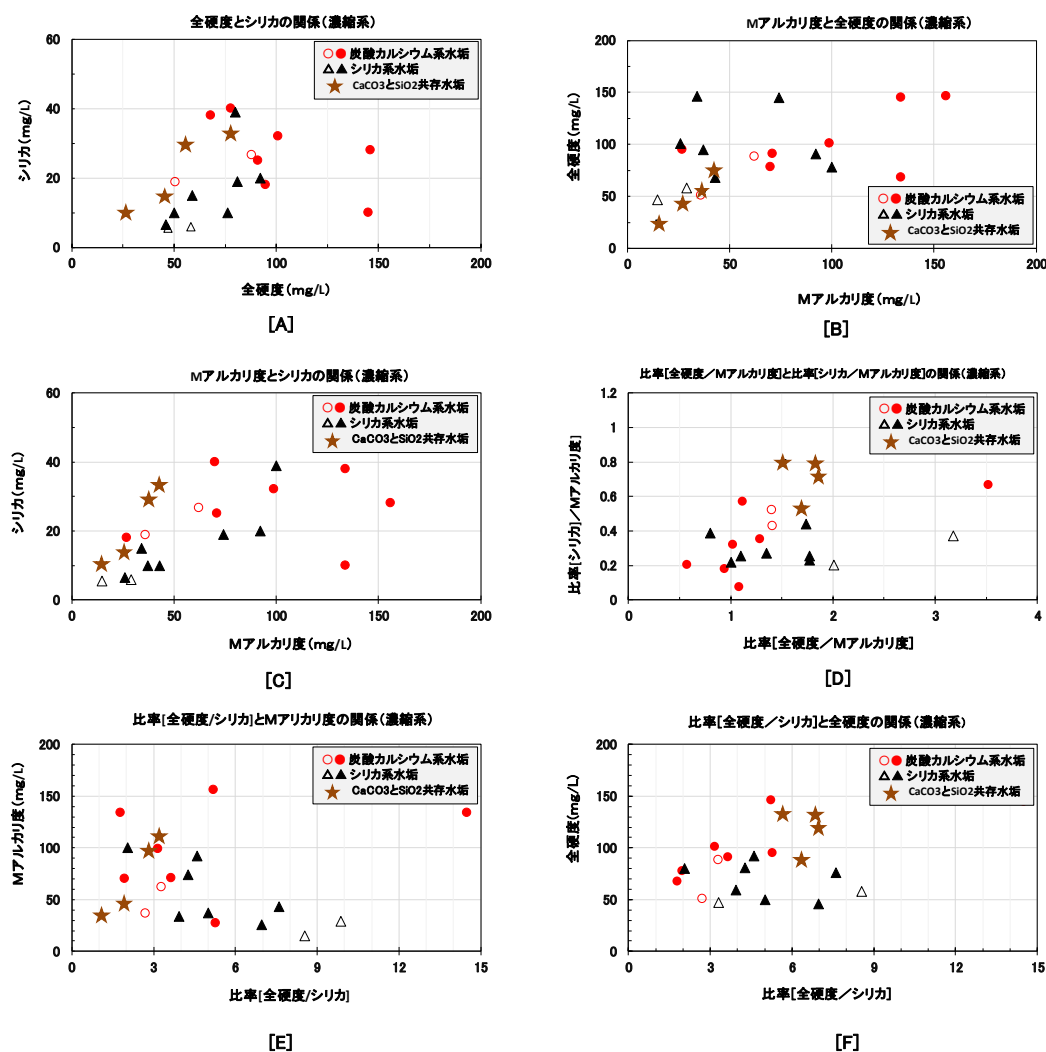 全硬度とシリカの関係（濃縮系）
60
40
20
0
0
50
100
150
200
シリカ（mg/L）
全硬度（mg/L）
炭酸カルシウム系水垢
シリカ系水垢
CaCO3とSiO2共存水垢
[A]
Mアルカリ度と全硬度の関係（濃縮系）
200
150
100
50
0
0
50
100
150
200
全硬度（mg/L）
Mアルカリ度（mg/L）
炭酸カルシウム系水垢
シリカ系水垢
CaCO3とSiO2共存水垢
[B]
Mアルカリ度とシリカの関係（濃縮系）
60
40
20
0
0
50
100
150
200
シリカ（mg/L）
Mアルカリ度（mg/L）
炭酸カルシウム系水垢
シリカ系水垢
CaCO3とSiO2共存水垢
[C]
比率[全硬度／Mアルカリ度]と比率[シリカ／Mアルカリ度]の関係（濃縮系）
1.2
1
0.8
0.6
0.4
0.2
0
0
1
2
3
4
比率[シリカ]／Mアルカリ度]
比率[全硬度／Mアルカリ度]
炭酸カルシウム系水垢
シリカ系水垢
CaCO3とSiO2共存水垢
[D]
比率[全硬度/シリカ]とMアリカリ度の関係（濃縮系）
200
150
100
50
0
0
3
6
9
12
15
Mアルカリ度（mg/L）
比率[全硬度/シリカ]
炭酸カルシウム系水垢
シリカ系水垢
CaCO3とSiO2共存水垢
[E]
比率[全硬度／シリカ]と全硬度の関係（濃縮系）
200
150
100
50
0
0
3
6
9
12
15
全硬度（mg/L）
比率[全硬度／シリカ]
炭酸カルシウム系水垢
シリカ系水垢
CaCO3とSiO2共存水垢
[F]